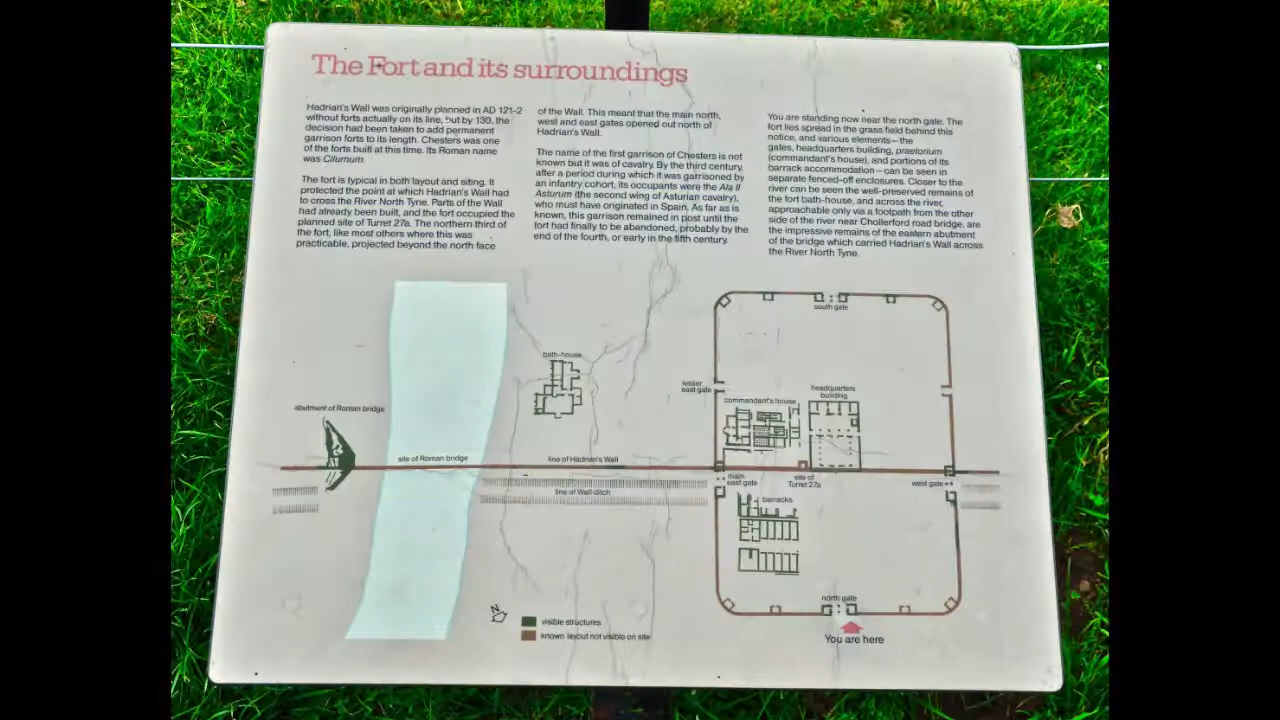 The Fort and its surroundings
Hadrian's Wall was originally planned in AD 121-2
without forts actually on its line, but by 130, the
decision had been taken to add permanent
garrison forts to its length. Chesters was one
of the forts built at this time. Its Roman name
was Cilurnum.
The fort is typical in both layout and siting. It
protected the point at which Hadrian's Wall had
to cross the River North Tyne. Parts of the Wall
had already been built, and the fort occupied the
planned site of Turret 27a. The northern third of
the fort, like most others where this was
practicable, projected beyond the north face
of the Wall. This meant that the main north,
west and east gates opened out north of
Hadrian's Wall.
The name of the first garrison of Chesters is not
known but it was of cavalry. By the third century,
after a period during which it was garrisoned by
an infantry cohort, its occupants were the Ala II
Asturum (the second wing of Asturian cavalry),
who must have originated in Spain. As far as is
known, this garrison remained in post until the
fort had finally to be abandoned, probably by the
end of the fourth, or early in the fifth century.
You are standing now near the north gate. The
fort lies spread in the grass field behind this
notice, and various elements—the
gates, headquarters building, praetorium
(commandant's house), and portions of its
barrack accommodation—can be seen in
separate fenced-off enclosures. Closer to the
river can be seen the well-preserved remains of
the fort bath-house, and across the river,
approachable only via a footpath from the other
side of the river near Chollerford road bridge, are
the impressive remains of the eastern abutment
of the bridge which carried Hadrian's Wall across
the River North Tyne.
south gate
bath-house
lesser
east gate
headquarters
building
commandant's house
abutment of Roman bridge
site of Roman bridge
line of Hadrian's Wall
main
east gate
site of
Turret 27a
west gate
line of Wall ditch
barracks
north gate
N
visible structures
known layout not visible on site
You are here